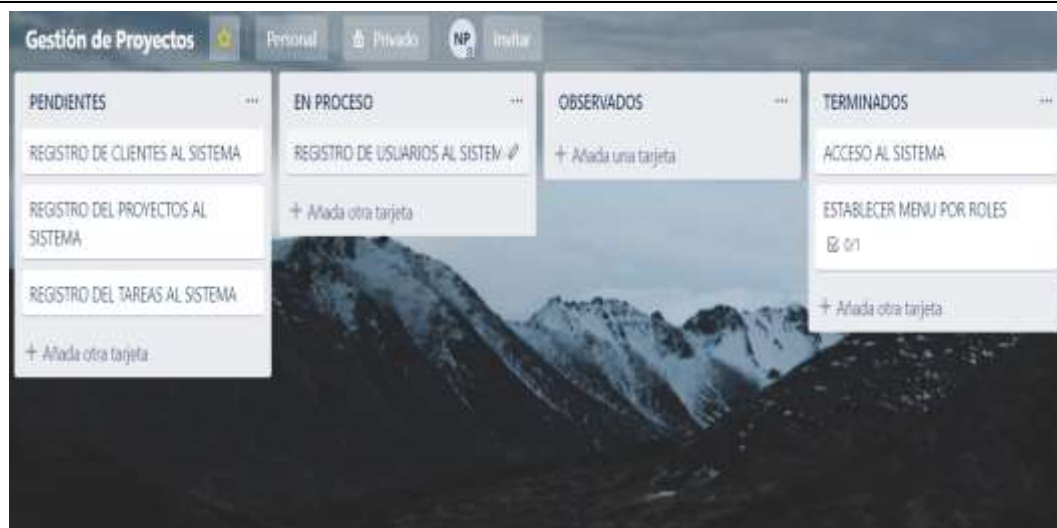 Gestión de Proyectos
Personal
Privado
NP
Invitar
PENDIENTES
REGISTRO DE CLIENTES AL SISTEMA
REGISTRO DEL PROYECTOS AL
SISTEMA
REGISTRO DEL TAREAS AL SISTEMA
+ Añada otra tarjeta
EN PROCESO
REGISTRO DE USUARIOS AL SISTEM
+ Añada otra tarjeta
OBSERVADOS
+ Añada una tarjeta
TERMINADOS
ACCESO AL SISTEMA
ESTABLECER MENU POR ROLES
0/1
+ Añada otra tarjeta